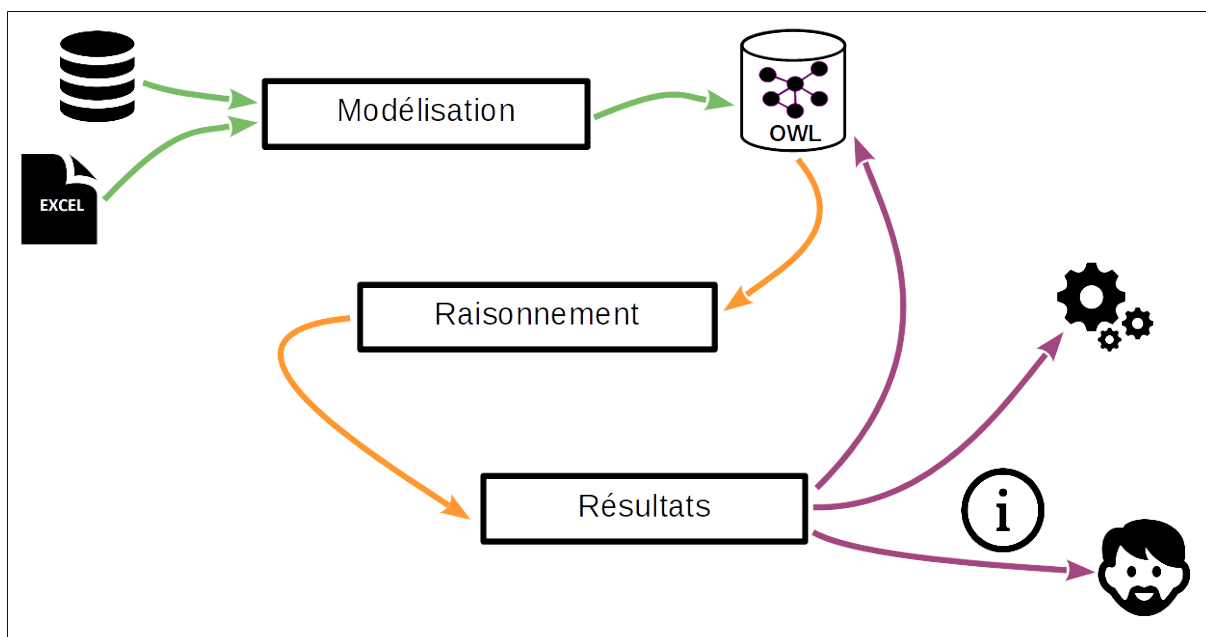 Modélisation
OWL
EXCEL
Raisonnement
Résultats
i